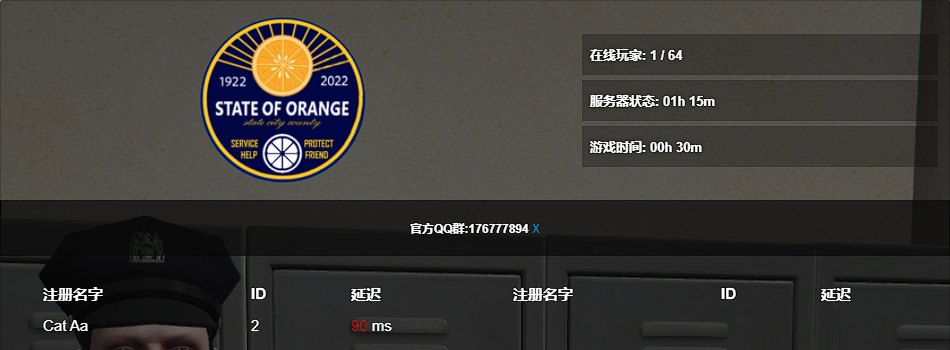 1922
2022
STATE OF ORANGE
state city county
SERVICE
HELP
PROTECT
FRIEND
在线玩家: 1 / 64
服务器状态: 01h 15m
游戏时间: 00h 30m
官方QQ群:176777894 X
注册名字 ID 延迟 注册名字 ID 延迟
Cat Aa 2 90 ms